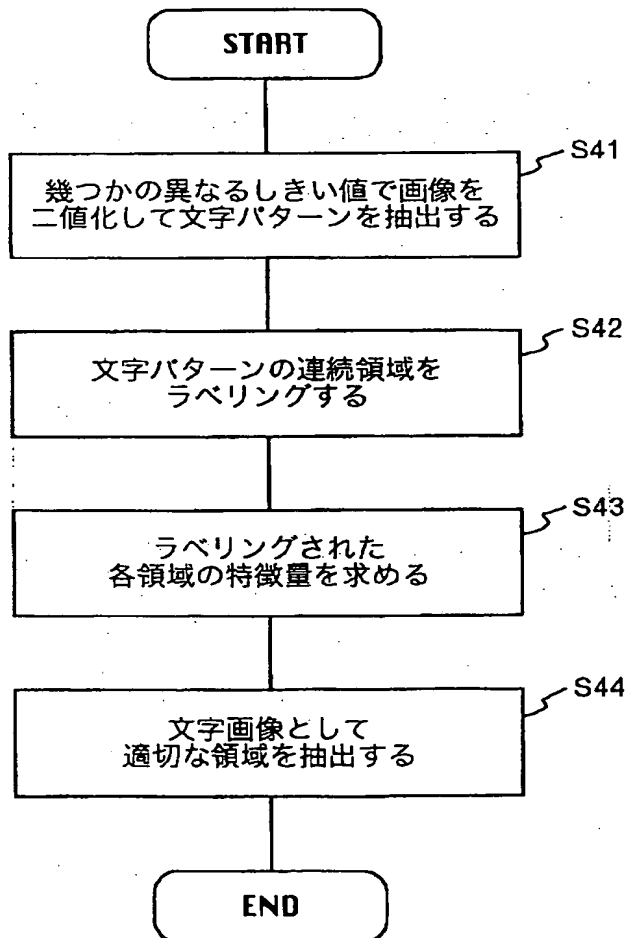 START
S41
幾つかの異なるしきい値で画像を
二値化して文字パターンを抽出する
S42
文字パターンの連続領域を
ラベリングする
S43
ラベリングされた
各領域の特徴量を求める
S44
文字画像として
適切な領域を抽出する
END